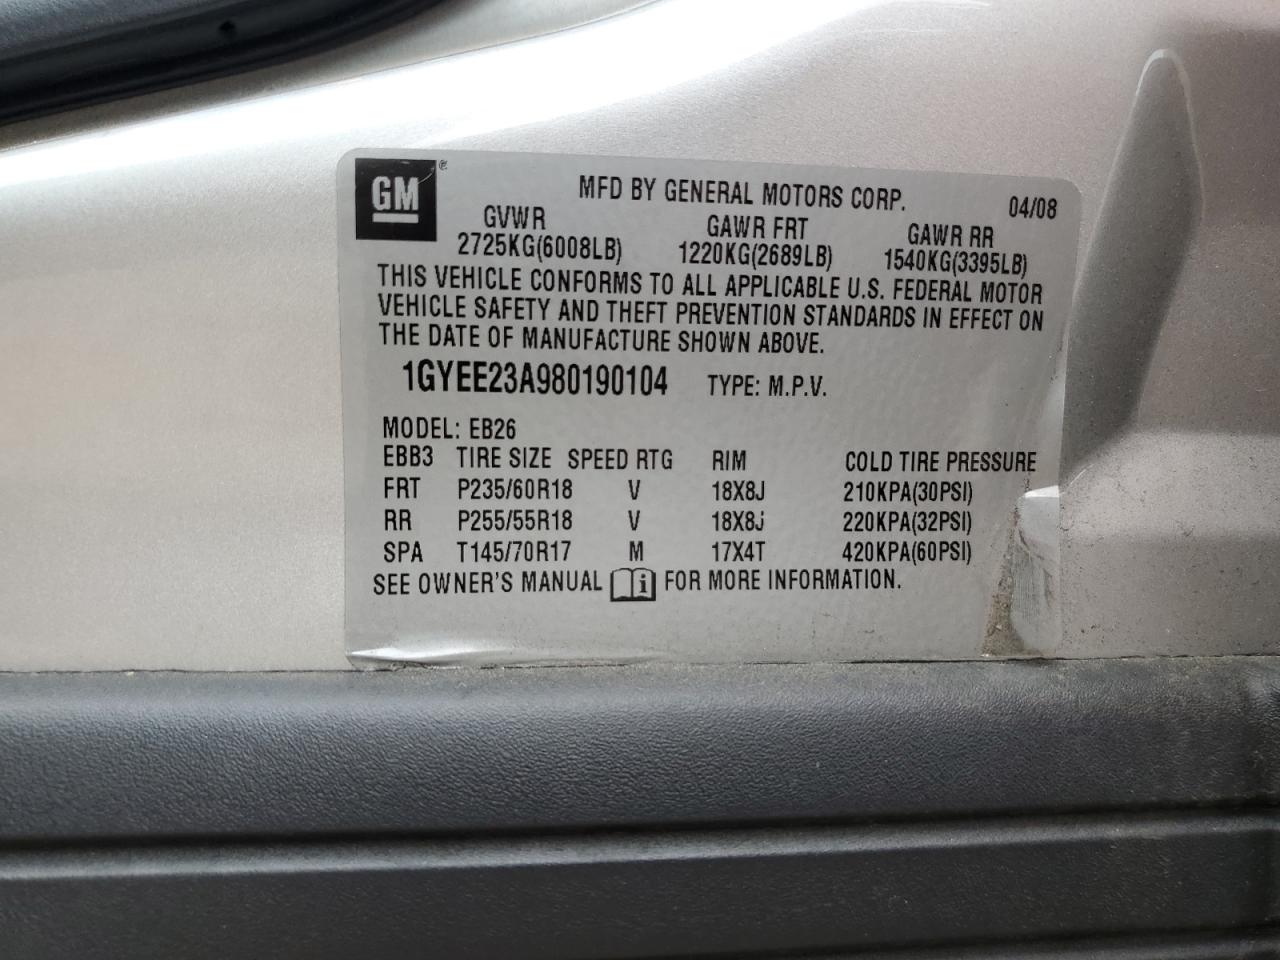 GM®
MFD BY GENERAL MOTORS CORP. 04/08
GVWR GAWR FRT GAWR RR
2725KG(6008LB) 1220KG(2689LB) 1540KG(3395LB)
THIS VEHICLE CONFORMS TO ALL APPLICABLE U.S. FEDERAL MOTOR
VEHICLE SAFETY AND THEFT PREVENTION STANDARDS IN EFFECT ON
THE DATE OF MANUFACTURE SHOWN ABOVE.
1GYEE23A980190104 TYPE: M.P.V.
MODEL: EB26
EBB3 TIRE SIZE SPEED RTG RIM COLD TIRE PRESSURE
FRT P235/60R18 V 18X8J 210KPA(30PSI)
RR P255/55R18 V 18X8J 220KPA(32PSI)
SPA T145/70R17 M 17X4T 420KPA(60PSI)
SEE OWNER'S MANUAL i FOR MORE INFORMATION.